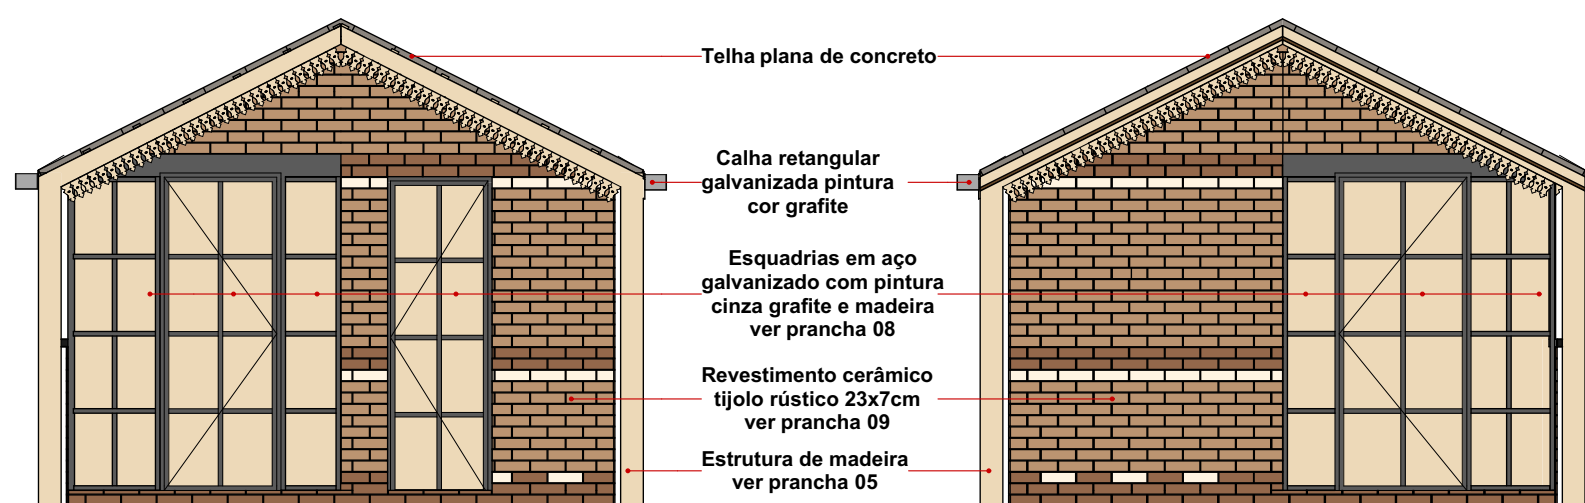 Telha plana de concreto
Calha retangular
galvanizada pintura
cor grafite
Esquadrias em aço
galvanizado com pintura
cinza grafite e madeira
ver prancha 08
Revestimento cerâmico
tijolo rústico 23x7cm
ver prancha 09
Estrutura de madeira
ver prancha 05